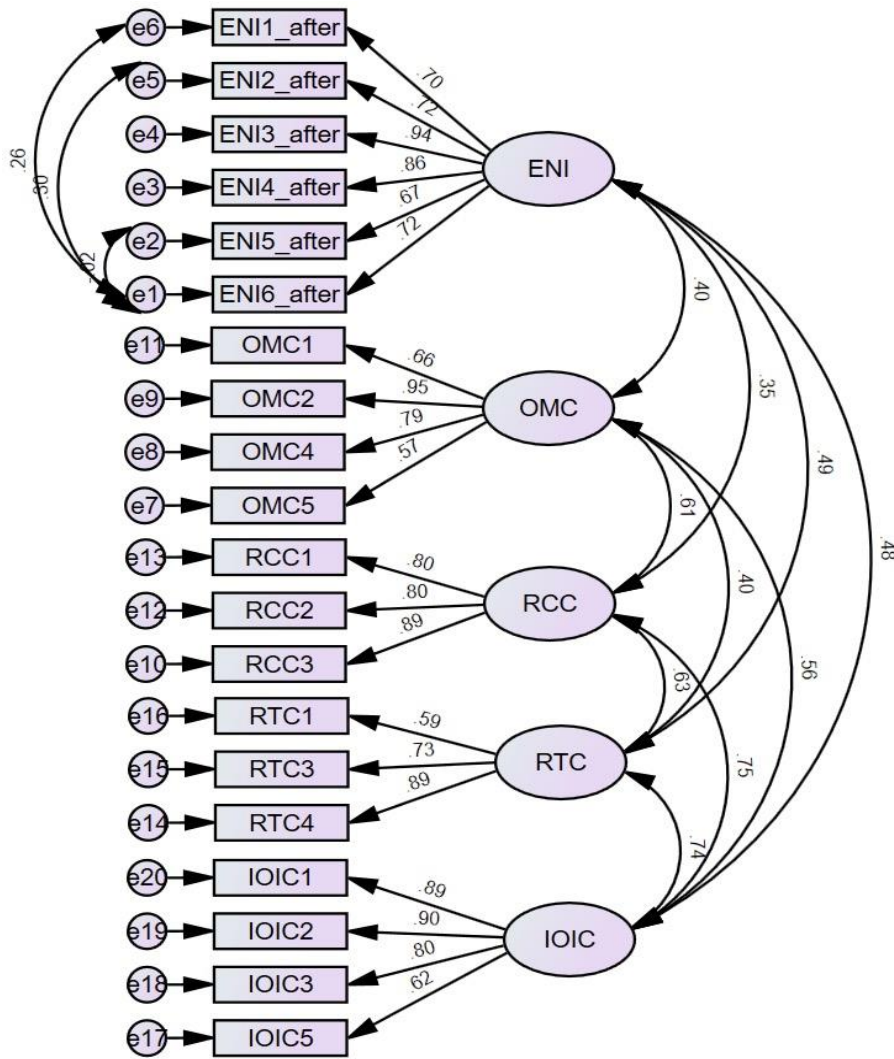 e6 ENI1_after
e5 ENI2_after
e4 ENI3_after
e3 ENI4_after
e2 ENI5_after
e1 ENI6_after
e11 OMC1
e9 OMC2
e8 OMC4
e7 OMC5
e13 RCC1
e12 RCC2
e10 RCC3
e16 RTC1
e15 RTC3
e14 RTC4
e20 IOIC1
e19 IOIC2
e18 IOIC3
e17 IOIC5
.26
.30
.70
.72
.94
.86
.67
.72
.66
.95
.79
.57
.80
.80
.89
.59
.73
.89
.89
.90
.80
.62
ENI
OMC
RCC
RTC
IOIC
.40
.35
.49
.48
.61
.40
.56
.63
.75
.74